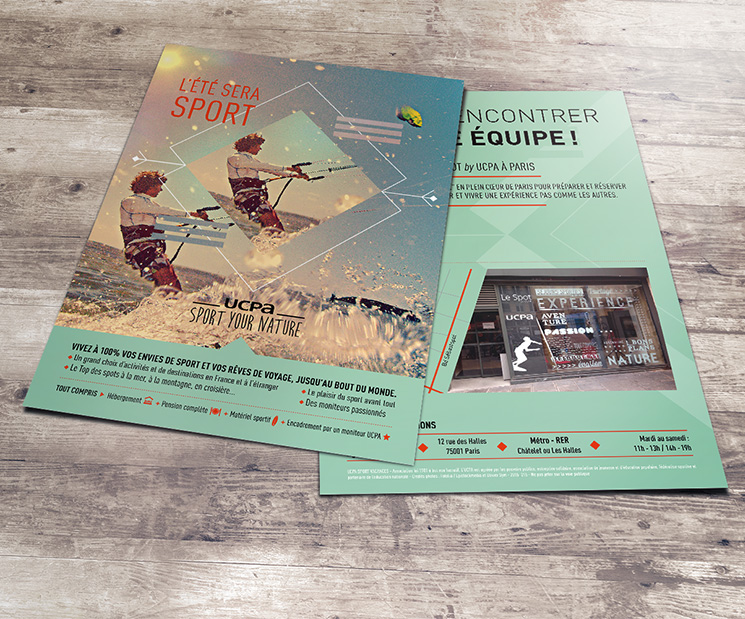 L'ÉTÉ SERA
SPORT
ucpa
SPORT YOUR NATURE
VIVEZ À 100% VOS ENVIES DE SPORT ET VOS RÊVES DE VOYAGE, JUSQU'AU BOUT DU MONDE.
• Un grand choix d'activités et de destinations en France et à l'étranger
• Le Top des spots à la mer, à la montagne, en croisière...
• Le plaisir du sport avant tout
• Des moniteurs passionnés
TOUT COMPRIS > Hébergement + Pension complète + Matériel sportif + Encadrement par un moniteur UCPA
ENCONTRER
E ÉQUIPE !
OT by UCPA À PARIS
T EN PLEIN CŒUR DE PARIS POUR PRÉPARER ET RÉSERVER
R ET VIVRE UNE EXPÉRIENCE PAS COMME LES AUTRES.
Le Spot
ucpa
EXPERIENCE
AVEN
TURE
PASSION
BONS
PLANS
NATURE
IONS
12 rue des Halles
75001 Paris
Métro - RER
Châtelet ou Les Halles
Mardi au samedi :
11h - 13h / 14h - 19h